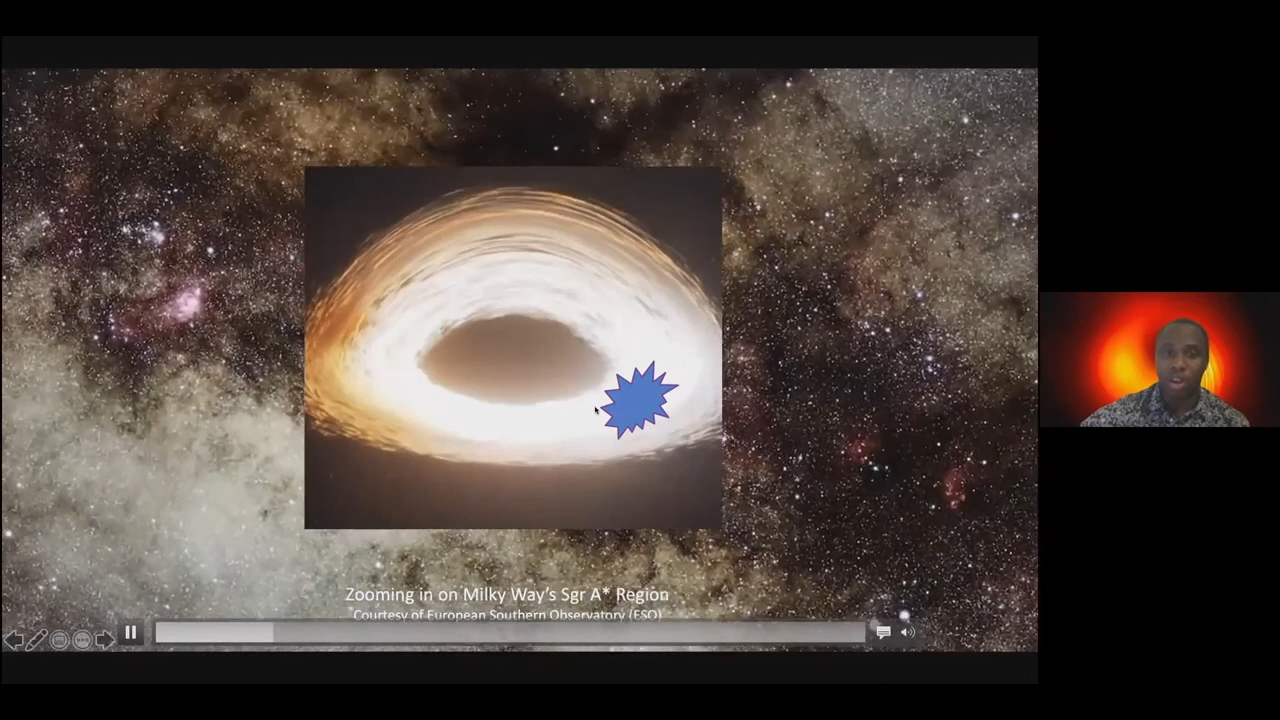 Zooming in on Milky Way's Sgr A* Region
Courtesy of European Southern Observatory (ESO)